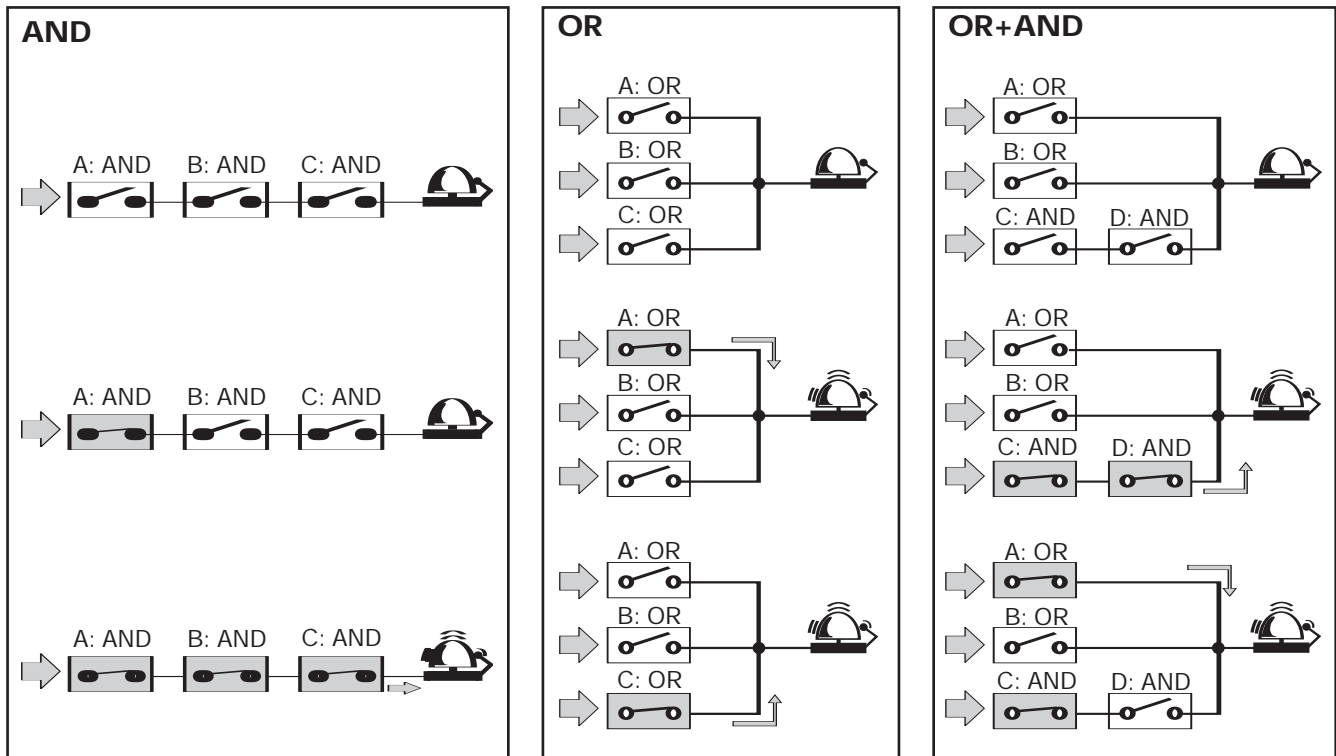 AND
A: AND B: AND C: AND
A: AND B: AND C: AND
A: AND B: AND C: AND
OR
A: OR
B: OR
C: OR
A: OR
B: OR
C: OR
A: OR
B: OR
C: OR
OR+AND
A: OR
B: OR
C: AND D: AND
A: OR
B: OR
C: AND D: AND
A: OR
B: OR
C: AND D: AND